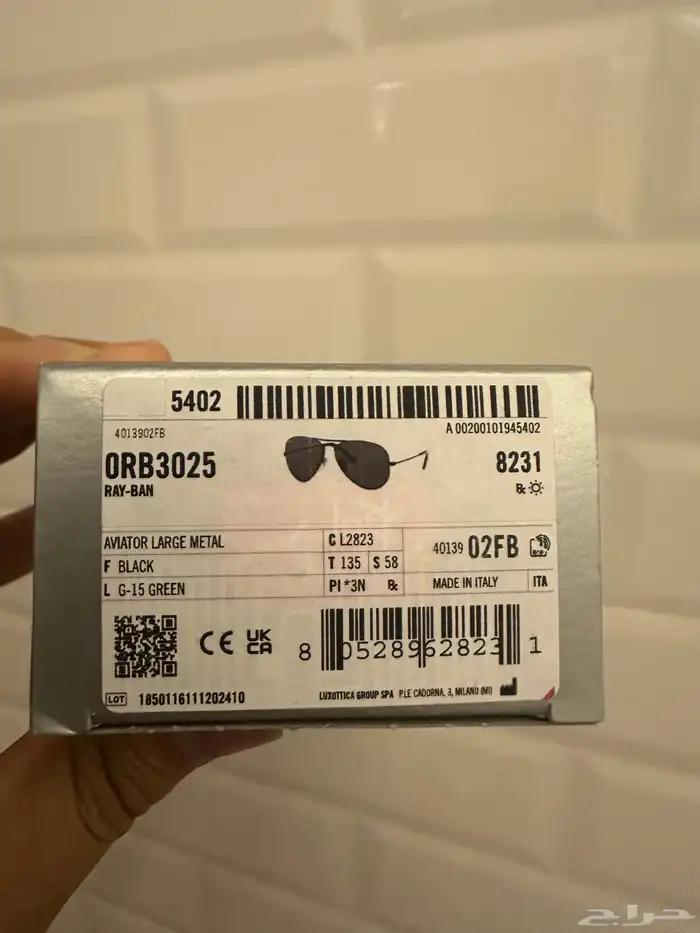 5402
4013902FB
A 00200101945402
0RB3025
8231
RAY-BAN
AVIATOR LARGE METAL
C L2823
F BLACK
T 135 S 58
40139 02FB
L G-15 GREEN
PI *3N
MADE IN ITALY ITA
CE UK CA
8 052896 282231 1
LOT 1850116111202410
LUXOTTICA GROUP SPA P.LE CADORNA, 3, MILANO (MI)
حراج